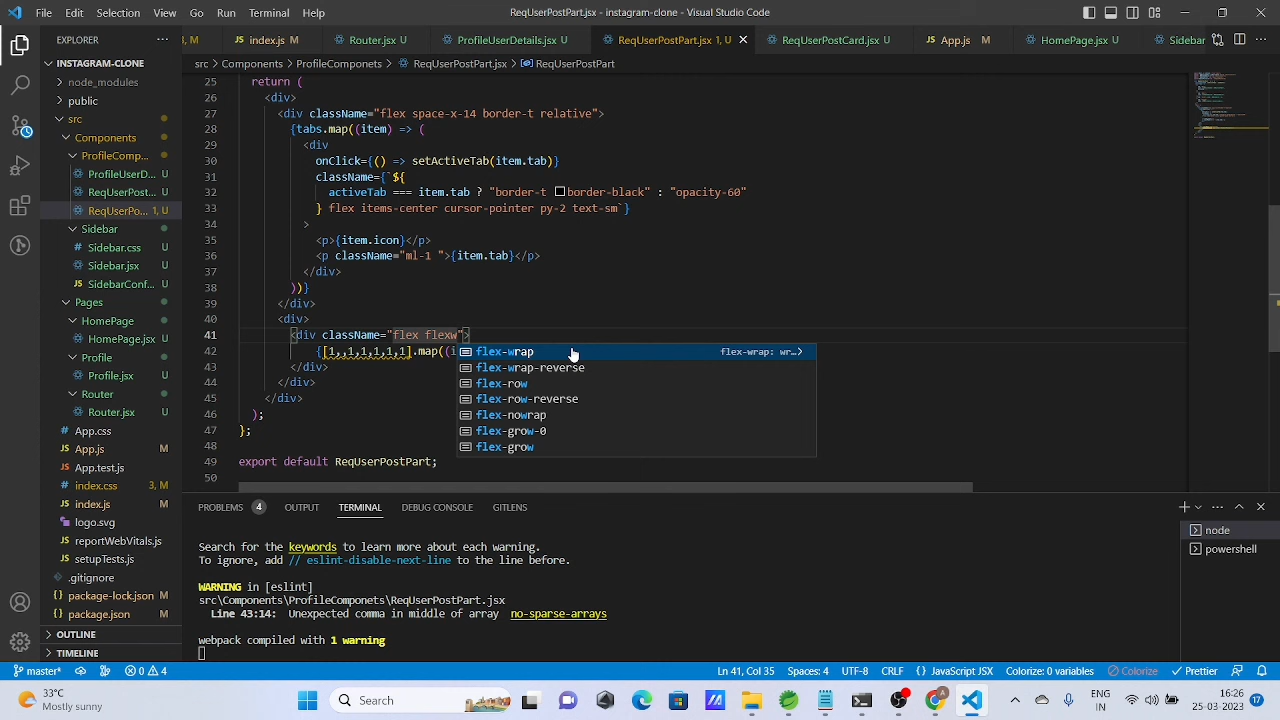 File Edit Selection View Go Run Terminal Help
ReqUserPostPart.jsx - instagram-clone - Visual Studio Code
EXPLORER
4, M
index.js M
Router.jsx U
ProfileUserDetails.jsx U
ReqUserPostPart.jsx 1, U
ReqUserPostCard.jsx U
App.js M
HomePage.jsx U
Sidebar
INSTAGRAM-CLONE
src > Components > ProfileComponets > ReqUserPostPart.jsx > ReqUserPostPart
node_modules
public
src
Components
ProfileComp...
ProfileUserD... U
ReqUserPost... U
ReqUserPo... 1, U
Sidebar
Sidebar.css U
Sidebar.jsx U
SidebarConf... U
Pages
HomePage
HomePage.jsx U
Profile
Profile.jsx U
Router
Router.jsx U
App.css
App.js M
App.test.js
index.css 3, M
index.js M
logo.svg
reportWebVitals.js
setupTests.js
.gitignore
package-lock.json M
package.json M
OUTLINE
TIMELINE
25 return (
26 <div>
27 <div className="flex space-x-14 border-t relative">
28 {tabs.map((item) => (
29 <div
30 onClick={() => setActiveTab(item.tab)}
31 className={`${
32 activeTab === item.tab ? "border-t border-black" : "opacity-60"
33 } flex items-center cursor-pointer py-2 text-sm`}
34 >
35 <p>{item.icon}</p>
36 <p className="ml-1 ">{item.tab}</p>
37 </div>
38 ))}
39 </div>
40 <div>
41 <div className="flex flexw">
42 {[1,,1,1,1,1,1].map((i
43 </div>
44 </div>
45 </div>
46 );
47 };
48
49 export default ReqUserPostPart;
50
flex-wrap flex-wrap: wr...>
flex-wrap-reverse
flex-row
flex-row-reverse
flex-nowrap
flex-grow-0
flex-grow
PROBLEMS 4 OUTPUT TERMINAL DEBUG CONSOLE GITLENS
node
powershell
Search for the keywords to learn more about each warning.
To ignore, add // eslint-disable-next-line to the line before.
WARNING in [eslint]
src\Components\ProfileComponets\ReqUserPostPart.jsx
Line 43:14: Unexpected comma in middle of array no-sparse-arrays
webpack compiled with 1 warning
master* 0 4 Ln 41, Col 35 Spaces: 4 UTF-8 CRLF {} JavaScript JSX Colorize: 0 variables Colorize Prettier
33°C
Mostly sunny
Search
ENG
IN
16:26
25-03-2023
17